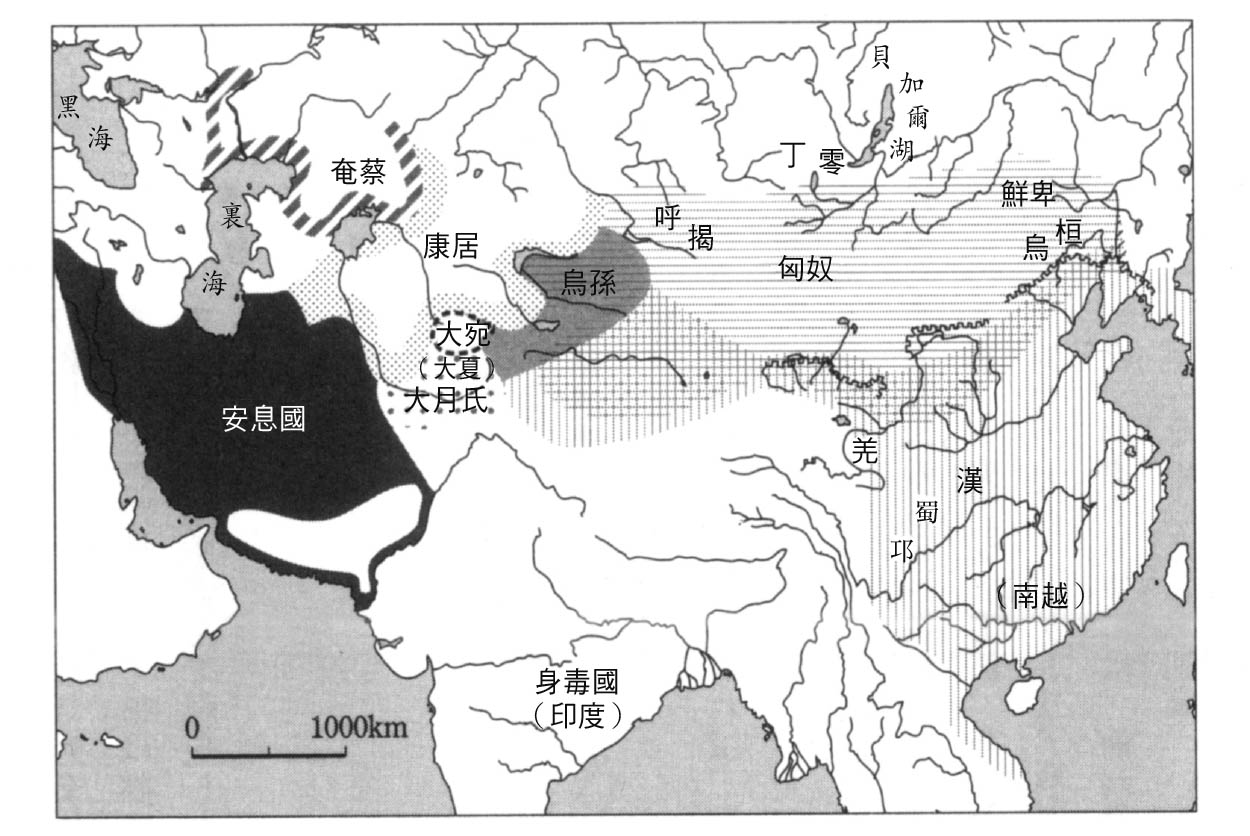 貝加爾湖
黑海
丁零
奄蔡
鮮卑
裏海
呼揭
烏桓
康居
匈奴
烏孫
大宛
(大夏)
大月氏
安息國
羌
漢
蜀
邛
(南越)
身毒國
(印度)
0 1000km